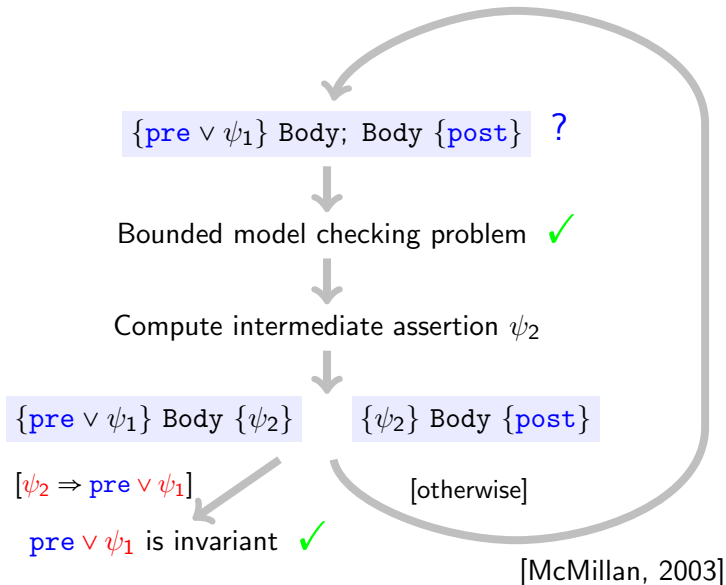 {pre ∨ ψ₁} Body; Body {post} ?
Bounded model checking problem ✓
Compute intermediate assertion ψ₂
{pre ∨ ψ₁} Body {ψ₂} {ψ₂} Body {post}
[ψ₂ ⇒ pre ∨ ψ₁] [otherwise]
pre ∨ ψ₁ is invariant ✓
[McMillan, 2003]